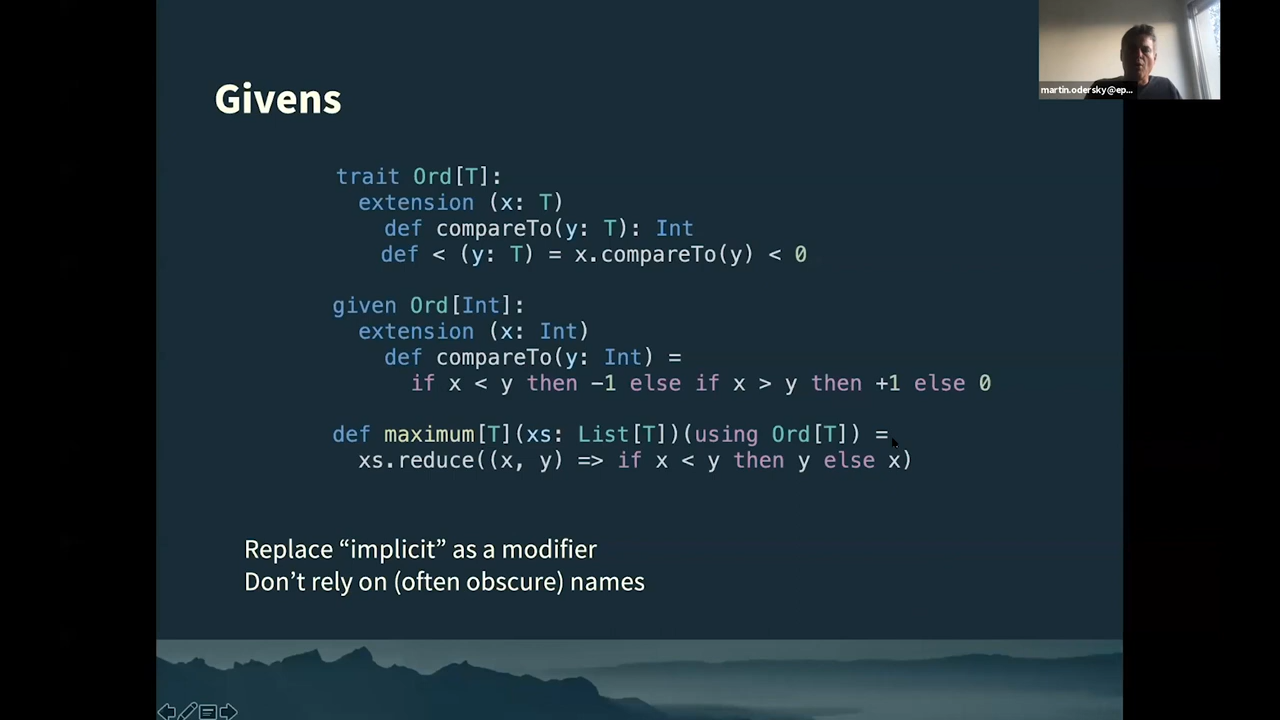 Givens
martin.odersky@ep...
trait Ord[T]:
extension (x: T)
def compareTo(y: T): Int
def < (y: T) = x.compareTo(y) < 0
given Ord[Int]:
extension (x: Int)
def compareTo(y: Int) =
if x < y then -1 else if x > y then +1 else 0
def maximum[T](xs: List[T])(using Ord[T]) =
xs.reduce((x, y) => if x < y then y else x)
Replace “implicit” as a modifier
Don’t rely on (often obscure) names